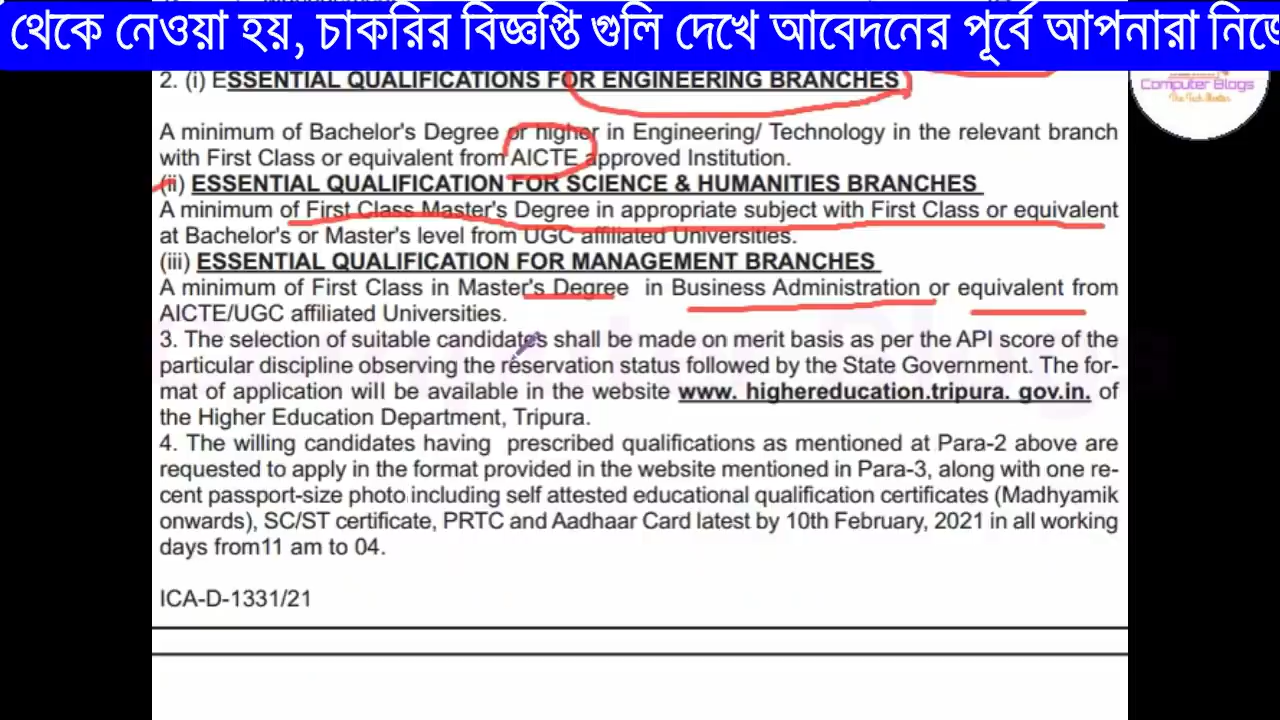 থেকে নেওয়া হয়, চাকরির বিজ্ঞপ্তি গুলি দেখে আবেদনের পূর্বে আপনারা
2. (i) ESSENTIAL QUALIFICATIONS FOR ENGINEERING BRANCHES
Computer Blogs
A minimum of Bachelor's Degree or higher in Engineering/ Technology in the relevant branch
with First Class or equivalent from AICTE approved Institution.
(ii) ESSENTIAL QUALIFICATION FOR SCIENCE & HUMANITIES BRANCHES
A minimum of First Class Master's Degree in appropriate subject with First Class or equivalent
at Bachelor's or Master's level from UGC affiliated Universities.
(iii) ESSENTIAL QUALIFICATION FOR MANAGEMENT BRANCHES
A minimum of First Class in Master's Degree in Business Administration or equivalent from
AICTE/UGC affiliated Universities.
3. The selection of suitable candidates shall be made on merit basis as per the API score of the
particular discipline observing the reservation status followed by the State Government. The for-
mat of application will be available in the website www. highereducation.tripura. gov.in. of
the Higher Education Department, Tripura.
4. The willing candidates having prescribed qualifications as mentioned at Para-2 above are
requested to apply in the format provided in the website mentioned in Para-3, along with one re-
cent passport-size photo including self attested educational qualification certificates (Madhyamik
onwards), SC/ST certificate, PRTC and Aadhaar Card latest by 10th February, 2021 in all working
days from11 am to 04.
ICA-D-1331/21